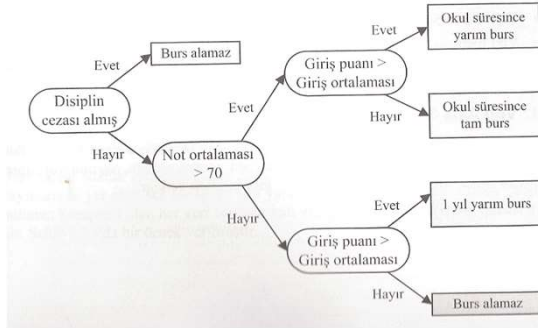 Disiplin
cezası almış
Evet
Burs alamaz
Hayır
Not ortalaması
> 70
Evet
Giriş puanı >
Giriş ortalaması
Evet
Okul süresince
yarım burs
Hayır
Okul süresince
tam burs
Hayır
Giriş puanı >
Giriş ortalaması
Evet
1 yıl yarım burs
Hayır
Burs alamaz